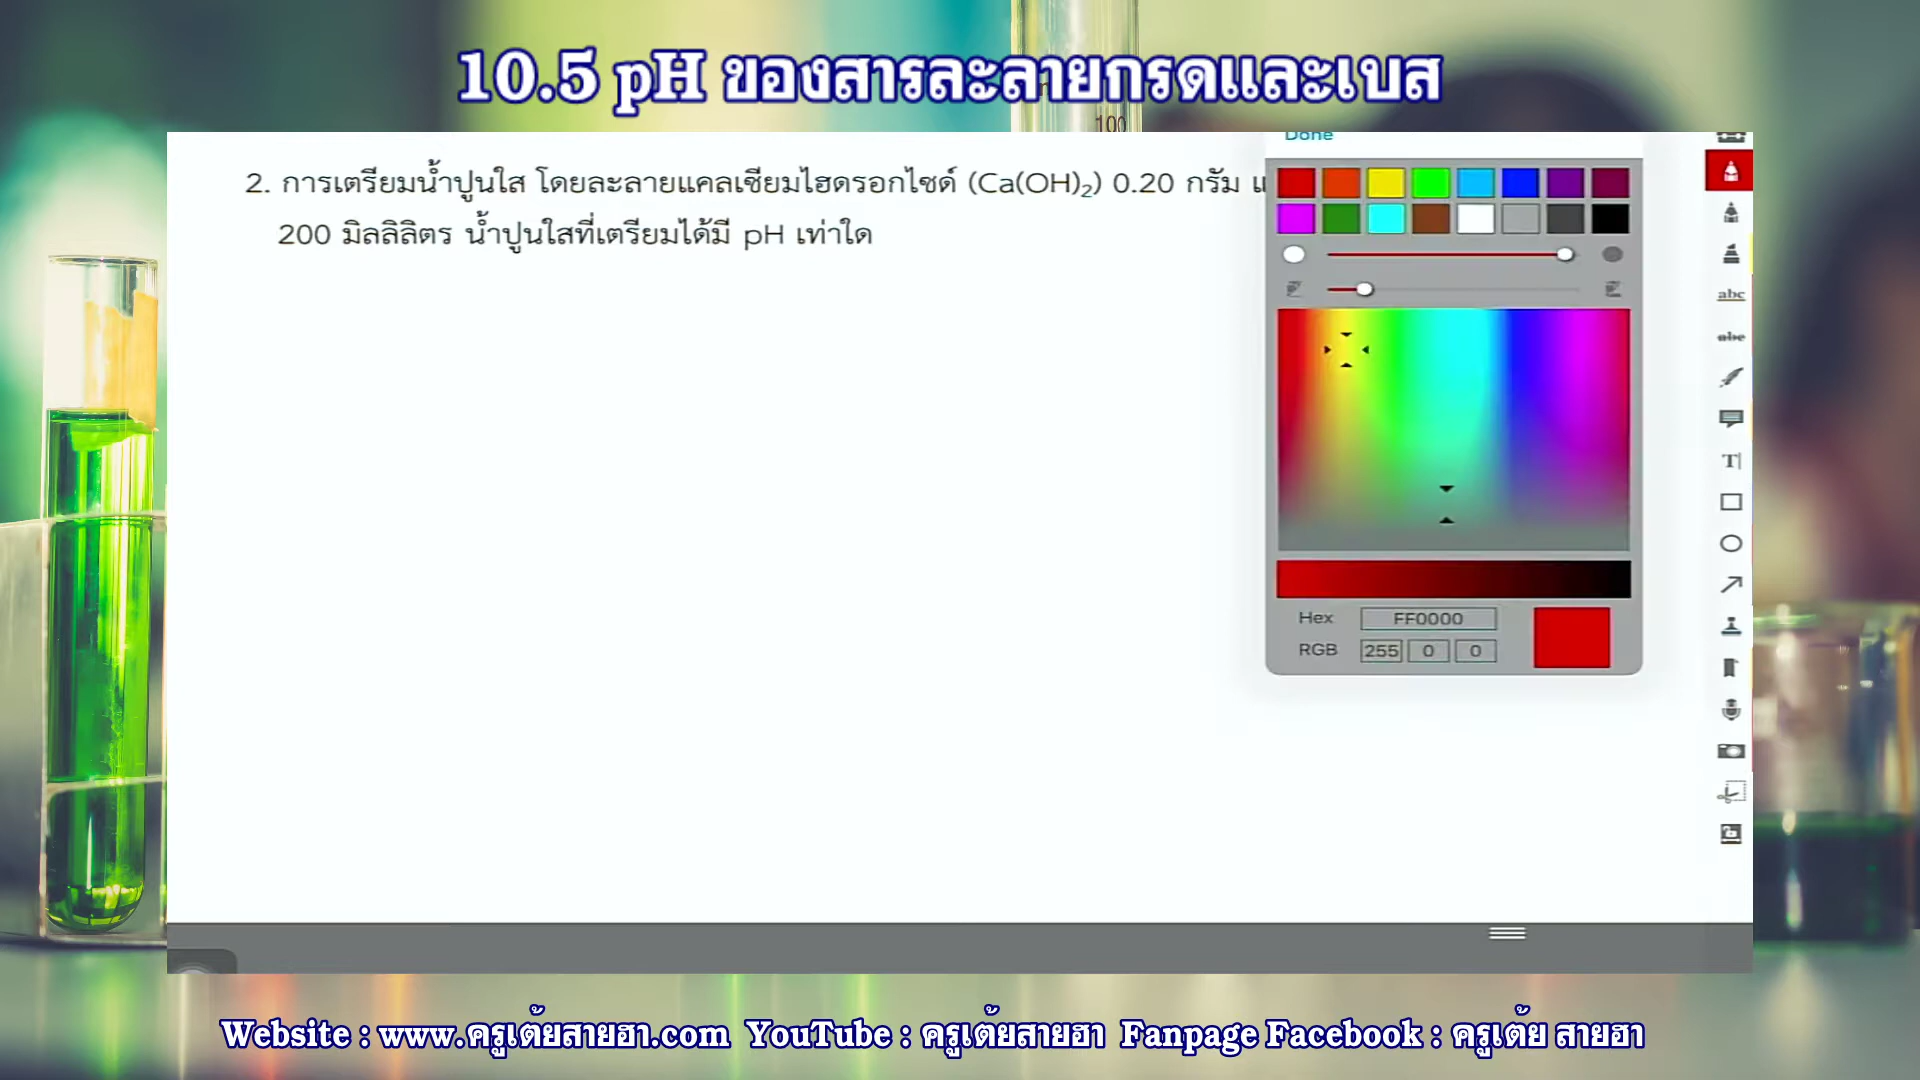 10.5 pH ของสารละลายกรดและเบส
100
Done
2. การเตรียมน้ำปูนใส โดยละลายแคลเซียมไฮดรอกไซด์ (Ca(OH)₂) 0.20 กรัม
200 มิลลิลิตร น้ำปูนใสที่เตรียมได้มี pH เท่าใด
abc
abc
T
Hex FF0000
RGB 255 0 0
Website : www.ครูเต้ยสายฮา.com YouTube : ครูเต้ยสายฮา Fanpage Facebook : ครูเต้ย สายฮา